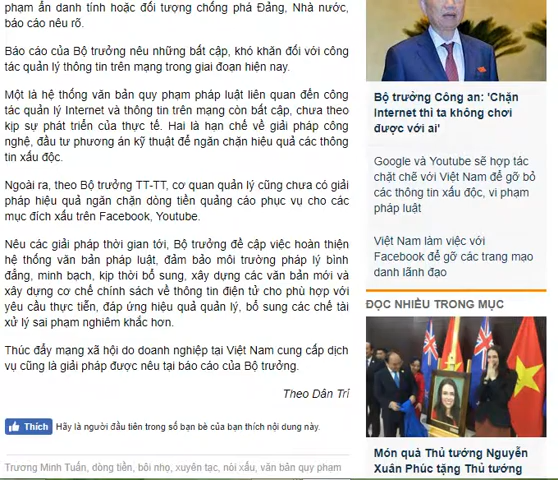 phạm ẩn danh tính hoặc đối tượng chống phá Đảng, Nhà nước,
báo cáo nêu rõ.
Báo cáo của Bộ trưởng nêu những bất cập, khó khăn đối với công
tác quản lý thông tin trên mạng trong giai đoạn hiện nay.
Một là hệ thống văn bản quy phạm pháp luật liên quan đến công
tác quản lý Internet và thông tin trên mạng còn bất cập, chưa theo
kịp sự phát triển của thực tế. Hai là hạn chế về giải pháp công
nghệ, đầu tư phương án kỹ thuật để ngăn chặn hiệu quả các thông
tin xấu độc.
Ngoài ra, theo Bộ trưởng TT-TT, cơ quan quản lý cũng chưa có giải
pháp hiệu quả ngăn chặn dòng tiền quảng cáo phục vụ cho các
mục đích xấu trên Facebook, Youtube.
Nêu các giải pháp thời gian tới, Bộ trưởng đề cập việc hoàn thiện
hệ thống văn bản pháp luật, đảm bảo môi trường pháp lý bình
đẳng, minh bạch, kịp thời bổ sung, xây dựng các văn bản mới và
xây dựng cơ chế chính sách về thông tin điện tử cho phù hợp với
yêu cầu thực tiễn, đáp ứng hiệu quả quản lý, bổ sung các chế tài
xử lý sai phạm nghiêm khắc hơn.
Thúc đẩy mạng xã hội do doanh nghiệp tại Việt Nam cung cấp dịch
vụ cũng là giải pháp được nêu tại báo cáo của Bộ trưởng.
Theo Dân Trí
Thích Hãy là người đầu tiên trong số bạn bè của bạn thích nội dung này.
Trương Minh Tuấn, dòng tiền, bôi nhọ, xuyên tạc, nói xấu, văn bản quy phạm
Bộ trưởng Công an: 'Chặn
Internet thì ta không chơi
được với ai'
Google và Youtube sẽ hợp tác
chặt chẽ với Việt Nam để gỡ bỏ
các thông tin xấu độc, vi phạm
pháp luật
Việt Nam làm việc với
Facebook để gỡ các trang mạo
danh lãnh đạo
ĐỌC NHIỀU TRONG MỤC
Món quà Thủ tướng Nguyễn
Xuân Phúc tặng Thủ tướng